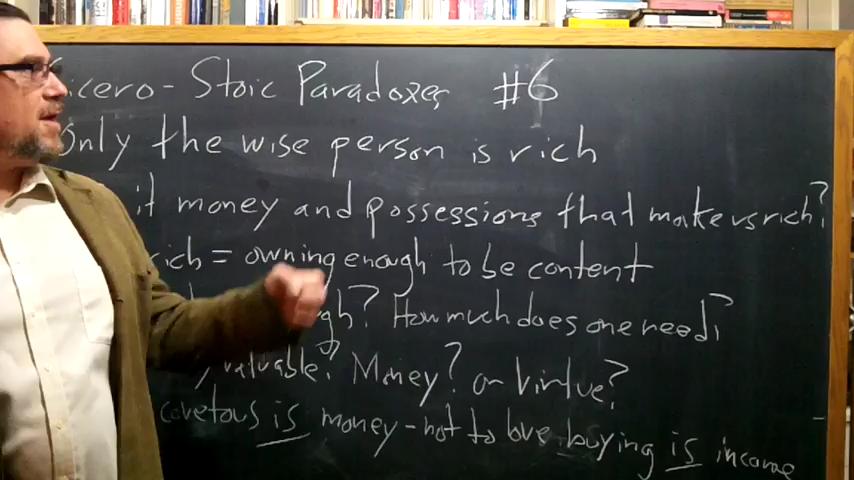 icero - Stoic Paradoxes #6
Only the wise person is rich
it money and possessions that make us rich?
rich = owning enough to be content
gh? How much does one need?
y valuable? Money? or Virtue?
covetous is money - not to love buying is income